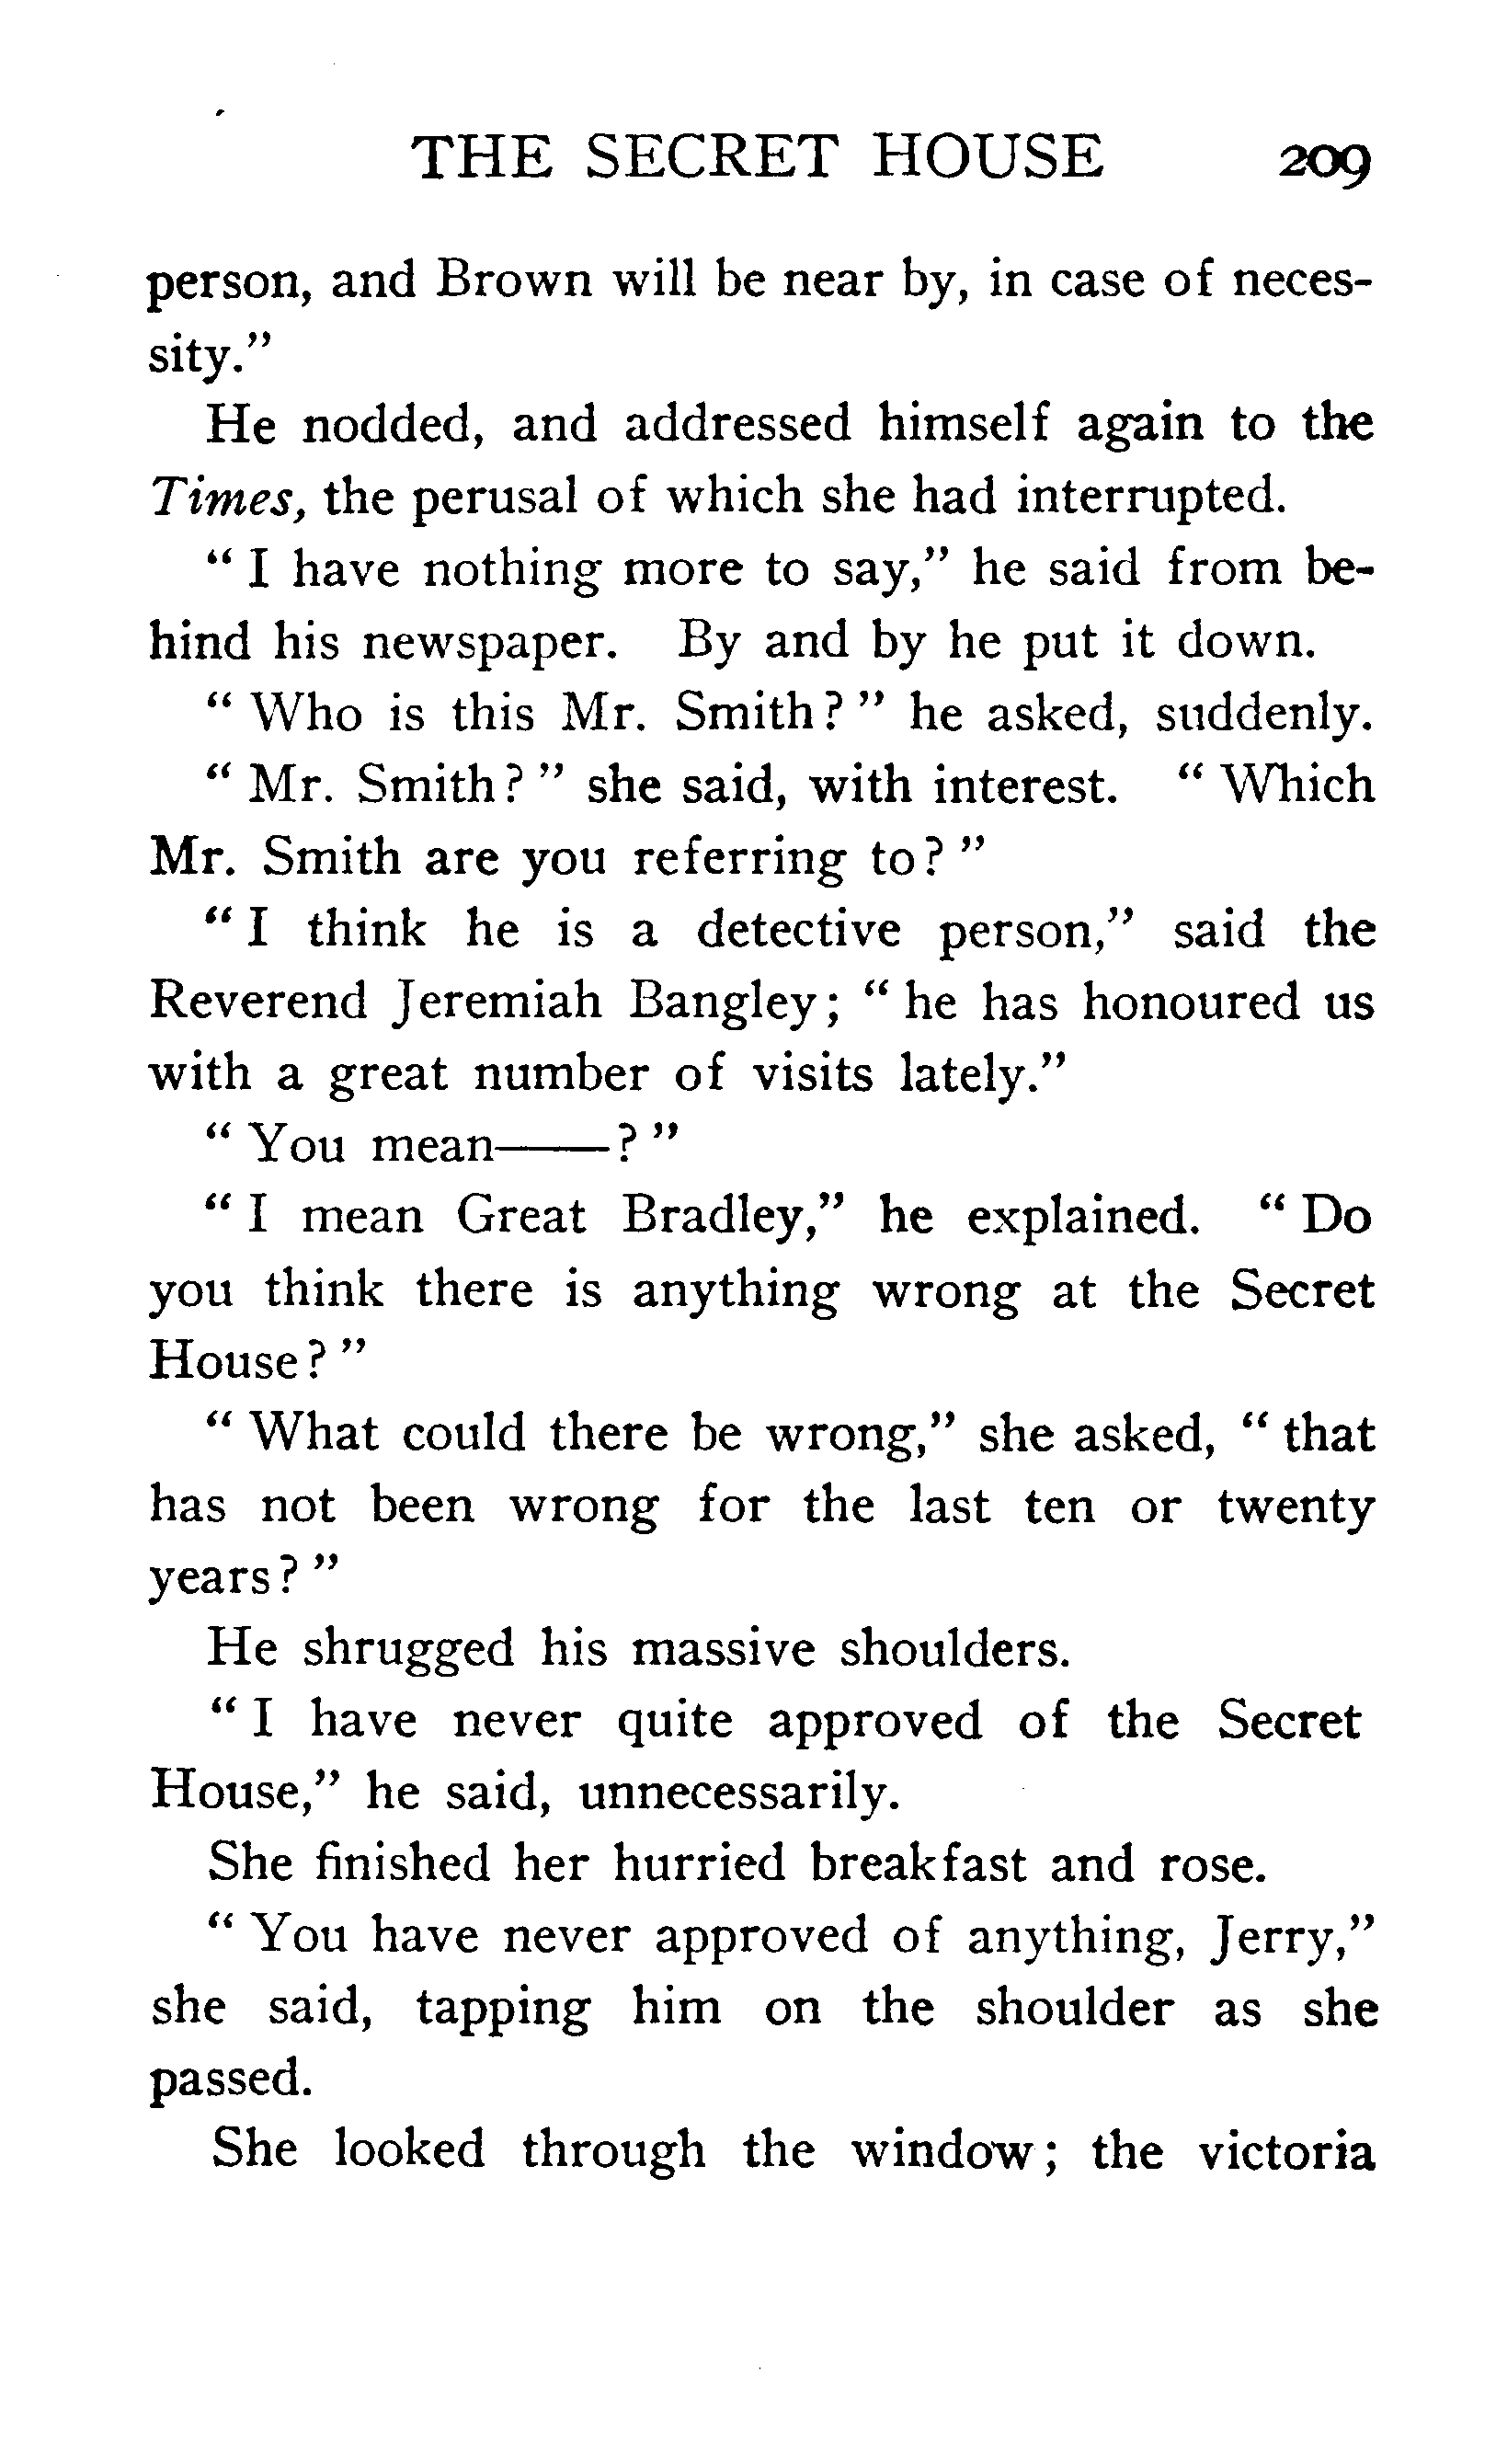 THE SECRET HOUSE 209
person, and Brown will be near by, in case of neces-
sity."
He nodded, and addressed himself again to the
Times, the perusal of which she had interrupted.
" I have nothing more to say," he said from be-
hind his newspaper. By and by he put it down.
" Who is this Mr. Smith? " he asked, suddenly.
" Mr. Smith? " she said, with interest. " Which
Mr. Smith are you referring to? "
" I think he is a detective person," said the
Reverend Jeremiah Bangley; " he has honoured us
with a great number of visits lately."
" You mean——? "
" I mean Great Bradley," he explained. " Do
you think there is anything wrong at the Secret
House? "
" What could there be wrong," she asked, " that
has not been wrong for the last ten or twenty
years? "
He shrugged his massive shoulders.
" I have never quite approved of the Secret
House," he said, unnecessarily.
She finished her hurried breakfast and rose.
" You have never approved of anything, Jerry,"
she said, tapping him on the shoulder as she
passed.
She looked through the window; the victoria